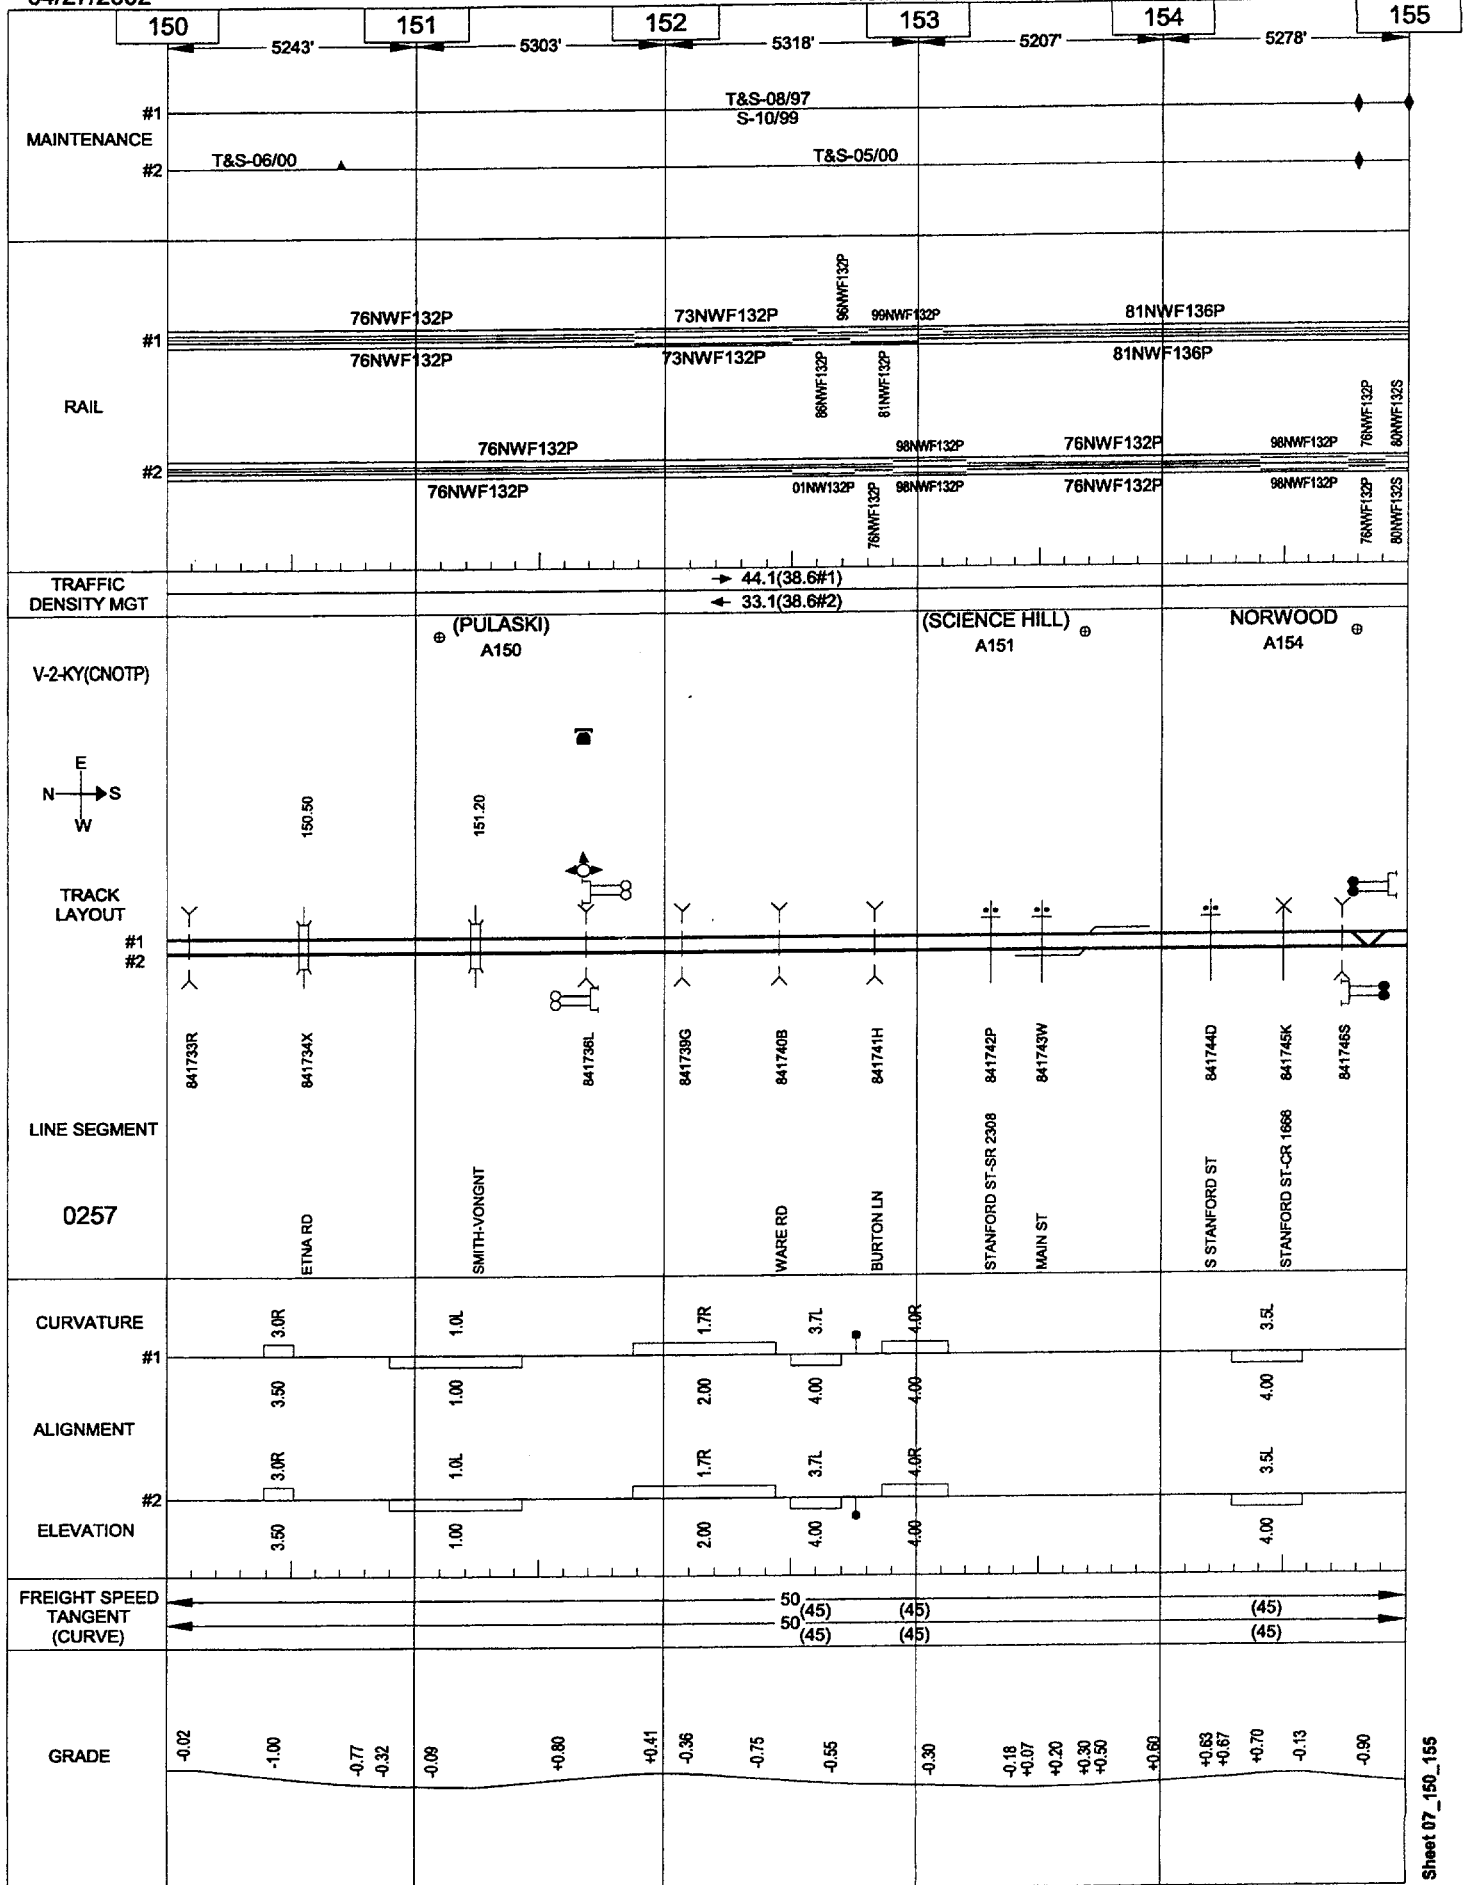 150 151 152 153 154 155
5243' 5303' 5318' 5207' 5278'
MAINTENANCE
#1
T&S-08/97
S-10/99
#2
T&S-06/00
T&S-05/00
RAIL
96NWF132P
76NWF132P 73NWF132P 99NWF132P 81NWF136P
#1
76NWF132P 73NWF132P 81NWF136P
86NWF132P 81NWF132P
76NWF132P 80NWF132S
76NWF132P 98NWF132P 76NWF132P 98NWF132P
#2
76NWF132P 01NW132P 98NWF132P 76NWF132P 98NWF132P
76NWF132P 76NWF132P 80NWF132S
TRAFFIC
DENSITY MGT
44.1(38.6#1)
33.1(38.6#2)
(PULASKI) (SCIENCE HILL) NORWOOD
A150 A151 A154
V-2-KY(CNOTP)
E
N S
W
150.50 151.20
TRACK
LAYOUT
#1
#2
841733R 841734X 841736L 841739G 841740B 841741H 841742P 841743W 841744D 841745K 841746S
LINE SEGMENT
0257
ETNA RD
SMITH-VONGNT
WARE RD
BURTON LN
STANFORD ST-SR 2308
MAIN ST
S STANFORD ST
STANFORD ST-CR 1668
CURVATURE
3.0R 1.0L 1.7R 3.7L 4.0R 3.5L
#1
3.50 1.00 2.00 4.00 4.00 4.00
ALIGNMENT
3.0R 1.0L 1.7R 3.7L 4.0R 3.5L
#2
3.50 1.00 2.00 4.00 4.00 4.00
ELEVATION
FREIGHT SPEED
TANGENT
(CURVE)
50
(45) (45) (45)
50
(45) (45) (45)
GRADE
-0.02 -1.00 -0.77 -0.32 -0.09 +0.80 +0.41 -0.36 -0.75 -0.55 -0.30 -0.18 +0.07 +0.20 +0.30 +0.50 +0.60 +0.63 +0.67 +0.70 -0.13 -0.90
Sheet 07_150_155